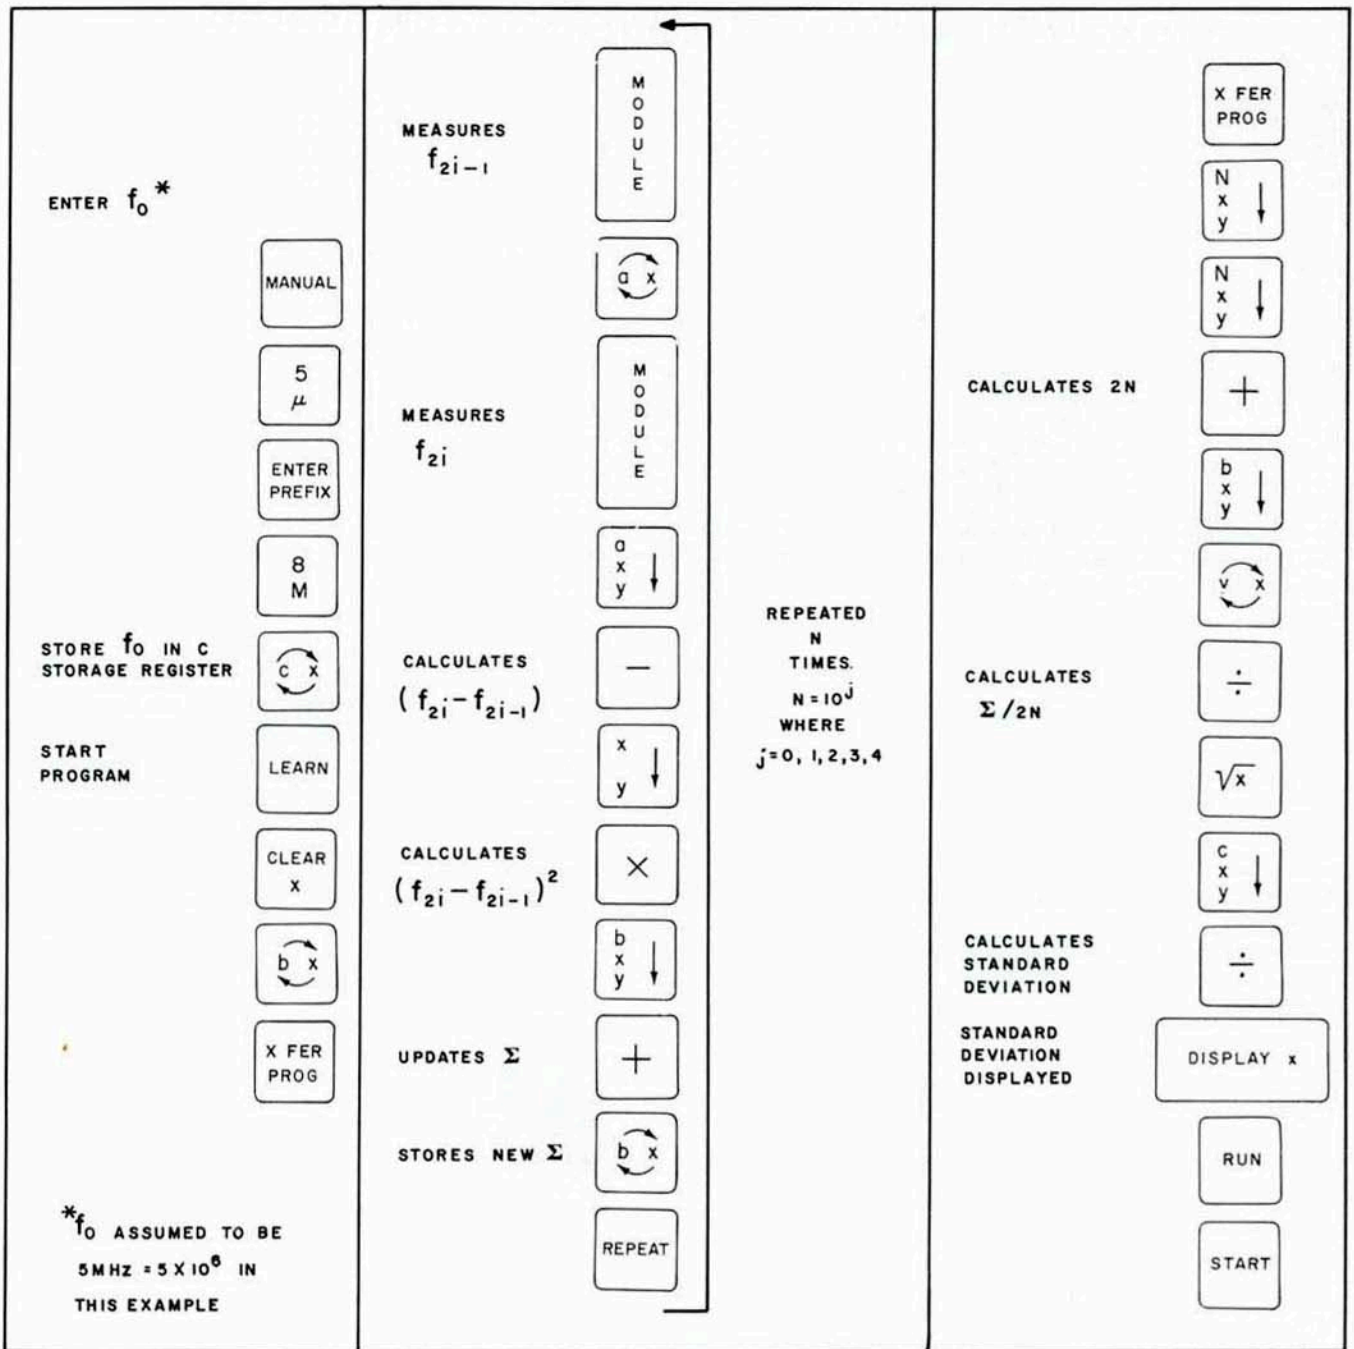 ENTER f₀*
MANUAL
5
μ
ENTER
PREFIX
8
M
STORE f₀ IN C
STORAGE REGISTER
c x
START
PROGRAM
LEARN
CLEAR
x
b x
X FER
PROG
*f₀ ASSUMED TO BE
5MHZ = 5 X 10⁶ IN
THIS EXAMPLE
MEASURES
f₂ᵢ₋₁
MODULE
a x
MEASURES
f₂ᵢ
MODULE
a
x
y ↓
CALCULATES
(f₂ᵢ – f₂ᵢ₋₁)
−
x
y ↓
CALCULATES
(f₂ᵢ – f₂ᵢ₋₁)²
×
b
x
y ↓
UPDATES Σ
+
STORES NEW Σ
b x
REPEAT
REPEATED
N
TIMES.
N = 10ʲ
WHERE
j=0, 1, 2, 3, 4
X FER
PROG
N
x
y ↓
N
x
y ↓
CALCULATES 2N
+
b
x
y ↓
v x
CALCULATES
Σ/2N
÷
√x
C
x
y ↓
CALCULATES
STANDARD
DEVIATION
÷
STANDARD
DEVIATION
DISPLAYED
DISPLAY x
RUN
START